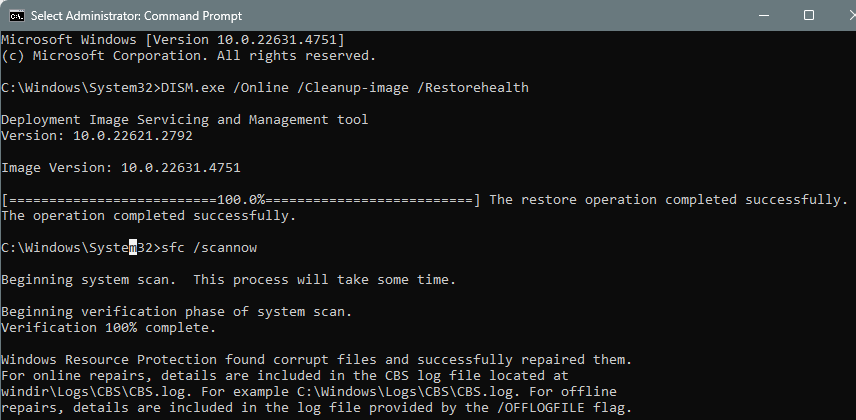 Select Administrator: Command Prompt
Microsoft Windows [Version 10.0.22631.4751]
(c) Microsoft Corporation. All rights reserved.
C:\Windows\System32>DISM.exe /Online /Cleanup-image /Restorehealth
Deployment Image Servicing and Management tool
Version: 10.0.22621.2792
Image Version: 10.0.22631.4751
[==========================100.0%==========================] The restore operation completed successfully.
The operation completed successfully.
C:\Windows\System32>sfc /scannow
Beginning system scan.  This process will take some time.
Beginning verification phase of system scan.
Verification 100% complete.
Windows Resource Protection found corrupt files and successfully repaired them.
For online repairs, details are included in the CBS log file located at
windir\Logs\CBS\CBS.log. For example C:\Windows\Logs\CBS\CBS.log. For offline
repairs, details are included in the log file provided by the /OFFLOGFILE flag.